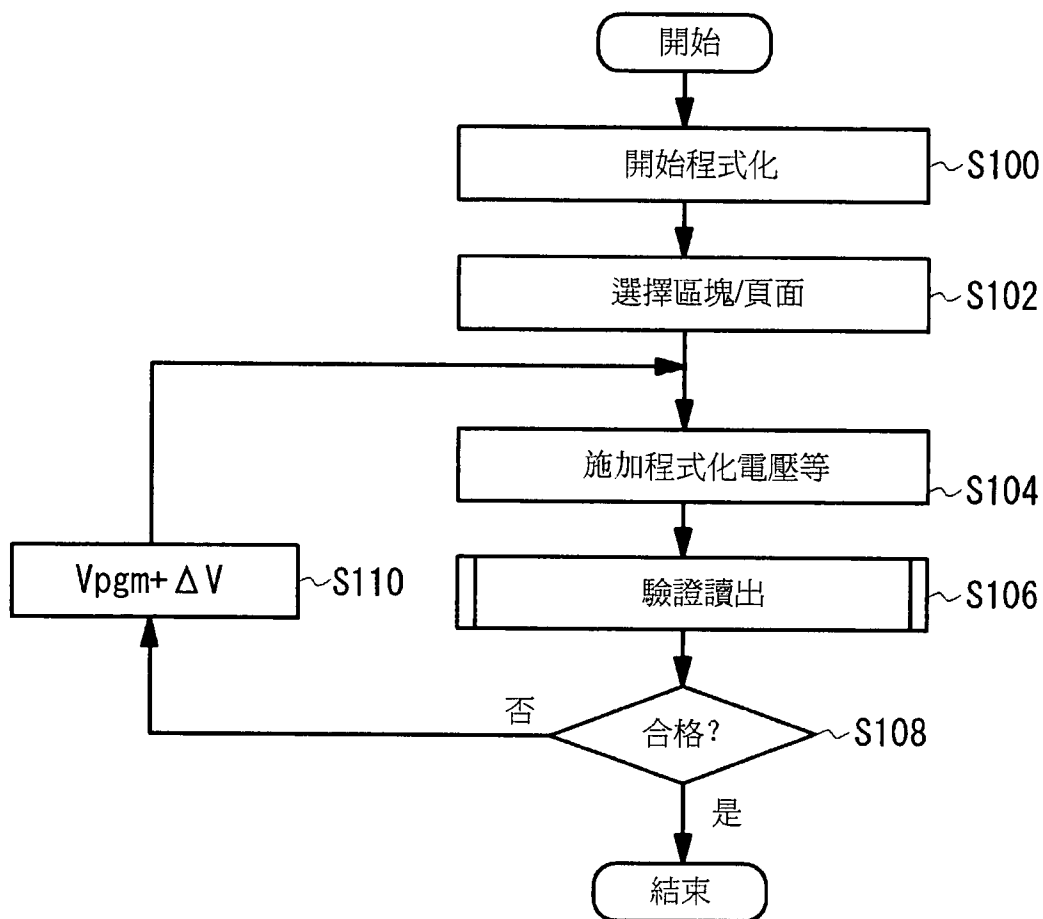 開始
開始程式化
S100
選擇區塊/頁面
S102
施加程式化電壓等
S104
Vpgm+ΔV
S110
驗證讀出
S106
否
合格?
S108
是
結束